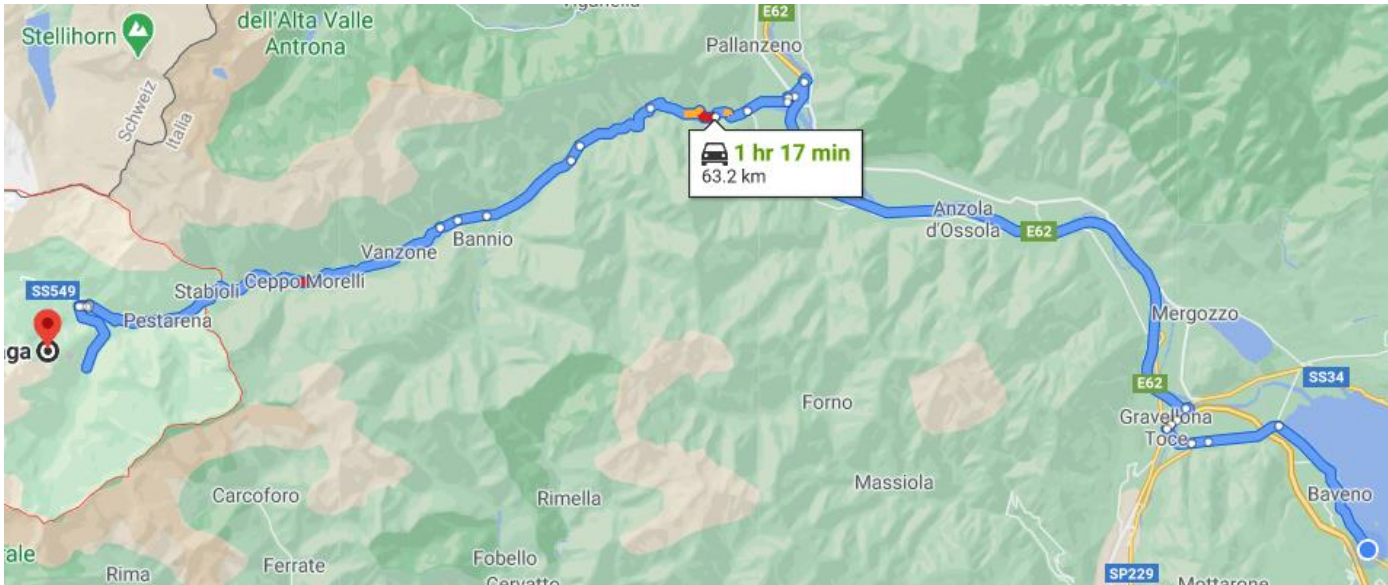 E62
dell'Alta Valle
Antrona
Stellihorn
Pallanzeno
Schweiz
Italia
1 hr 17 min
63.2 km
Anzola
d'Ossola
E62
Vanzone
Bannio
Stabioli
Ceppo Morelli
SS549
Pestarena
Mergozzo
aga
E62
SS34
Forno
Gravellona
Toce
Massiola
Carcoforo
Rimella
Baveno
Fobello
Ferrate
Rima
SP229